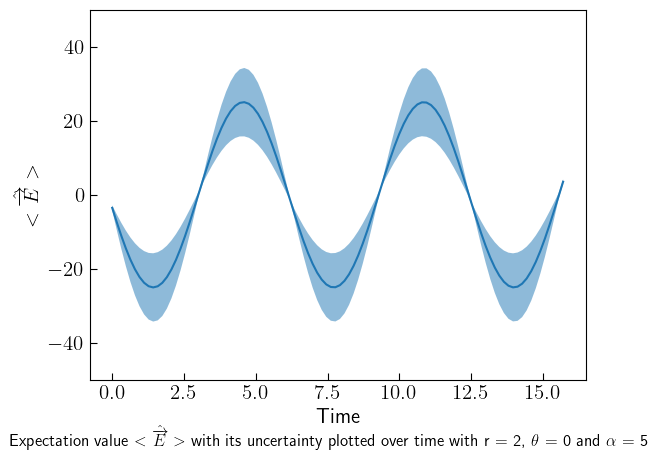 40
20
0
−20
−40
< \hat{\overrightarrow{E}} >
0.0 2.5 5.0 7.5 10.0 12.5 15.0
Time
Expectation value < \hat{\overrightarrow{E}} > with its uncertainty plotted over time with r = 2, θ = 0 and α = 5